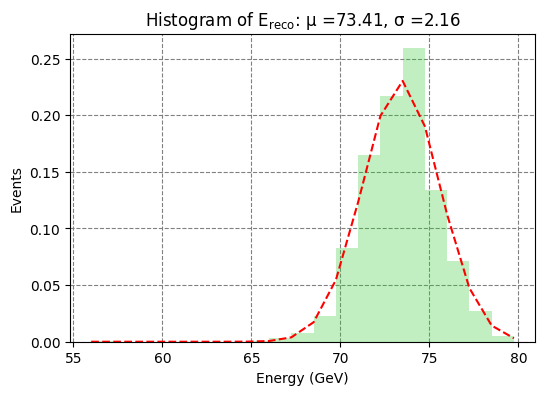 Histogram of E_reco: μ =73.41, σ =2.16
0.25
0.20
0.15
0.10
0.05
0.00
Events
55 60 65 70 75 80
Energy (GeV)